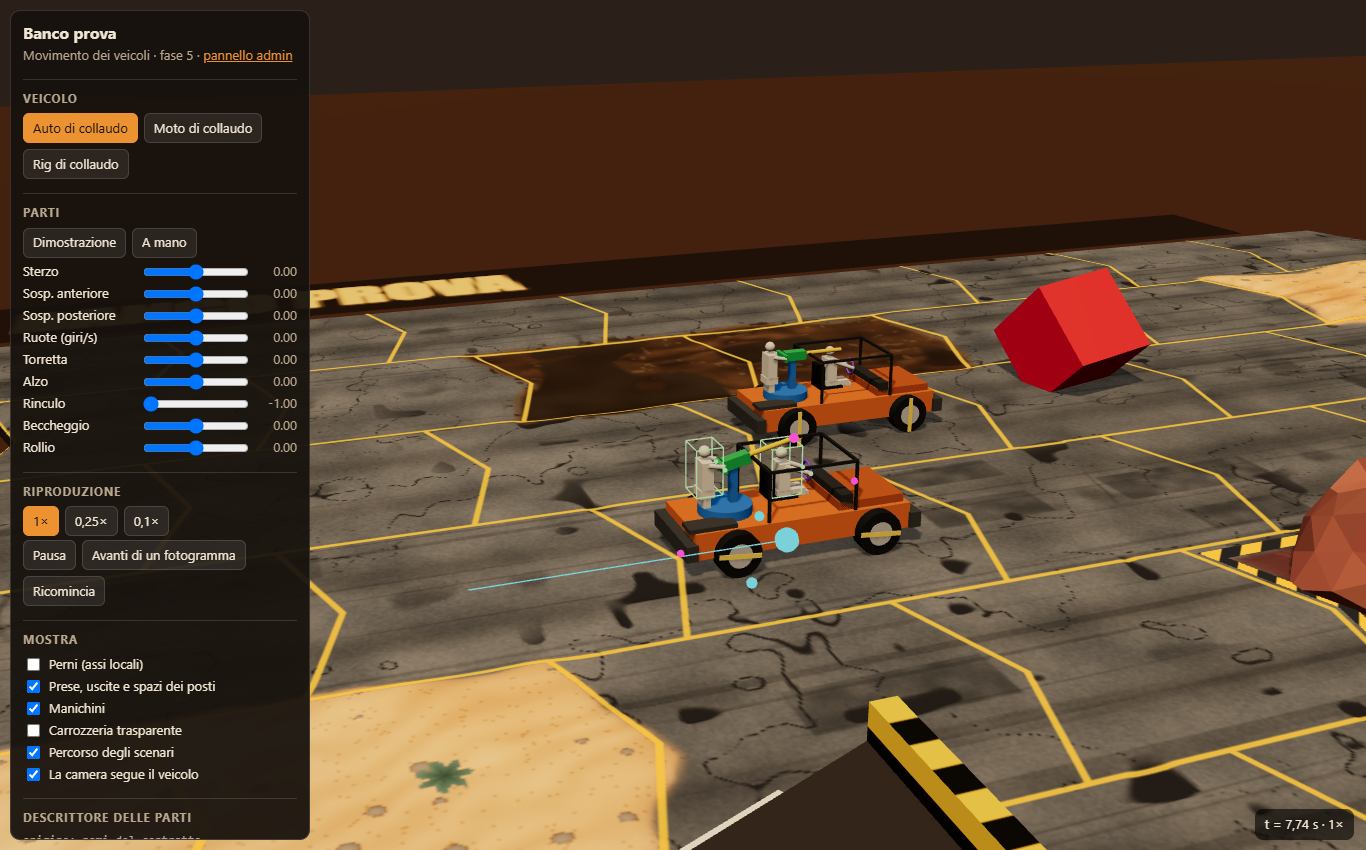 Banco prova
Movimento dei veicoli · fase 5 · pannello admin
VEICOLO
Auto di collaudo
Moto di collaudo
Rig di collaudo
PARTI
Dimostrazione
A mano
Sterzo 0.00
Sosp. anteriore 0.00
Sosp. posteriore 0.00
Ruote (giri/s) 0.00
Torretta 0.00
Alzo 0.00
Rinculo -1.00
Beccheggio 0.00
Rollio 0.00
RIPRODUZIONE
1×
0,25×
0,1×
Pausa
Avanti di un fotogramma
Ricomincia
MOSTRA
Perni (assi locali)
Prese, uscite e spazi dei posti
Manichini
Carrozzeria trasparente
Percorso degli scenari
La camera segue il veicolo
DESCRITTORE DELLE PARTI
PROVA
t = 7,74 s · 1×